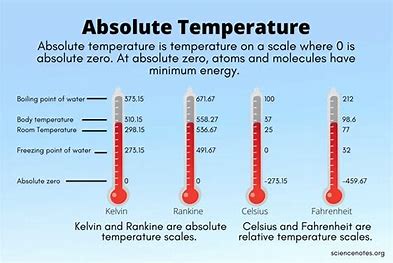 Absolute Temperature
Absolute temperature is temperature on a scale where 0 is
absolute zero. At absolute zero, atoms and molecules have
minimum energy.
Boiling point of water 373.15 671.67 100 212
Body temperature 310.15 558.27 37 98.6
Room Temperature 298.15 536.67 25 77
Freezing point of water 273.15 491.67 0 32
Absolute zero 0 0 -273.15 -459.67
Kelvin Rankine Celsius Fahrenheit
Kelvin and Rankine are absolute
temperature scales.
Celsius and Fahrenheit are
relative temperature scales.
sciencenotes.org